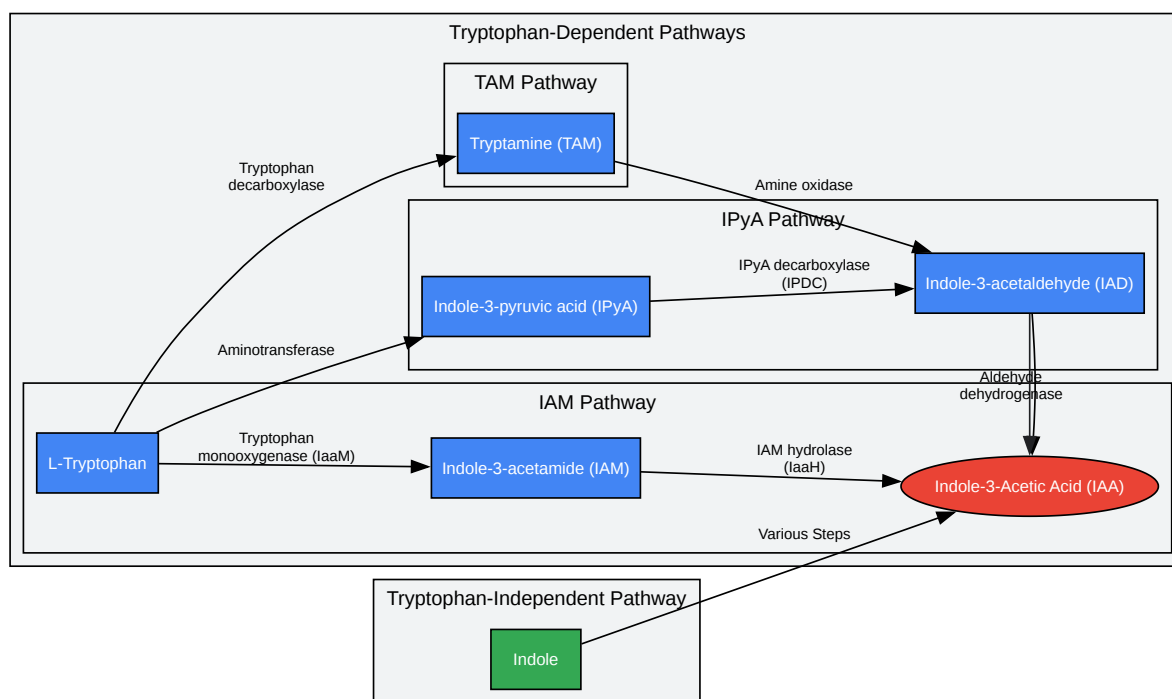 Tryptophan-Dependent Pathways
TAM Pathway
Tryptamine (TAM)
Tryptophan
decarboxylase
Amine oxidase
IPyA Pathway
IPyA decarboxylase
(IPDC)
Indole-3-pyruvic acid (IPyA)
Indole-3-acetaldehyde (IAD)
Aminotransferase
Aldehyde
dehydrogenase
IAM Pathway
L-Tryptophan
Tryptophan
monooxygenase (IaaM)
Indole-3-acetamide (IAM)
IAM hydrolase
(IaaH)
Indole-3-Acetic Acid (IAA)
Various Steps
Tryptophan-Independent Pathway
Indole